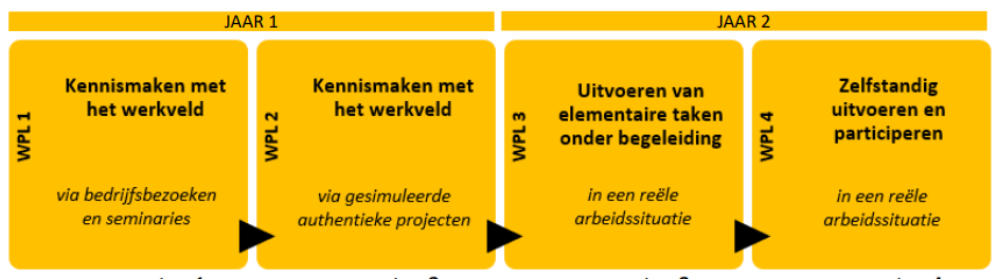 JAAR 1
JAAR 2
WPL 1
Kennismaken met
het werkveld
via bedrijfsbezoeken
en seminaries
WPL 2
Kennismaken met
het werkveld
via gesimuleerde
authentieke projecten
WPL 3
Uitvoeren van
elementaire taken
onder begeleiding
in een reële
arbeidssituatie
WPL 4
Zelfstandig
uitvoeren en
participeren
in een reële
arbeidssituatie